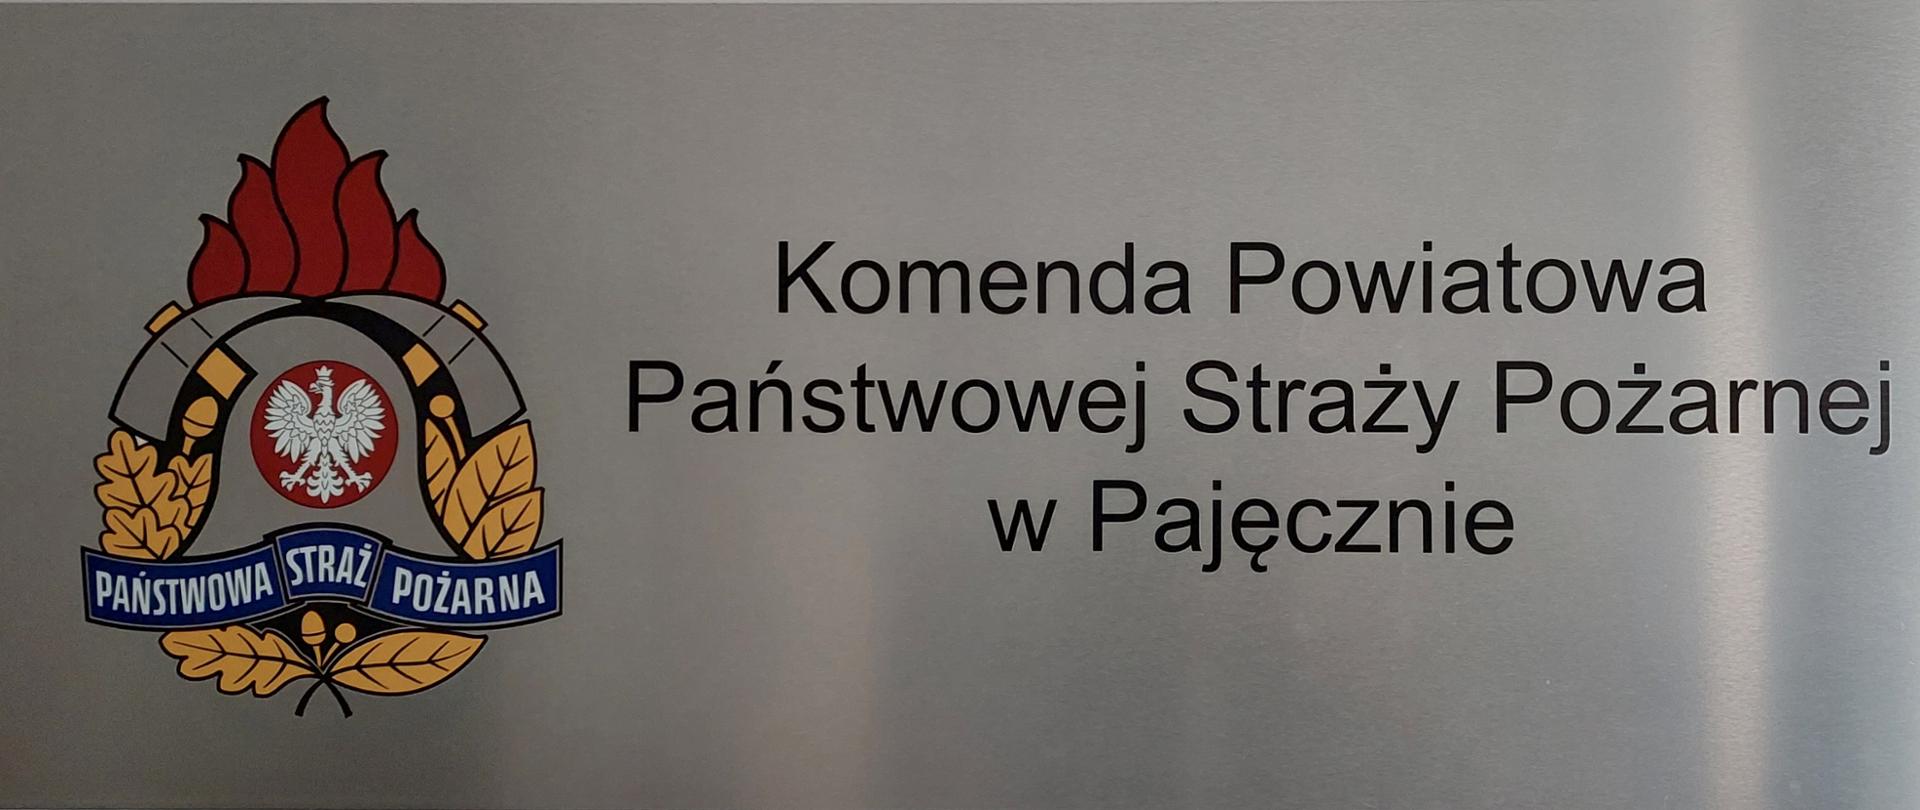 PAŃSTWOWA STRAŻ POŻARNA
Komenda Powiatowa
Państwowej Straży Pożarnej
w Pajęcznie